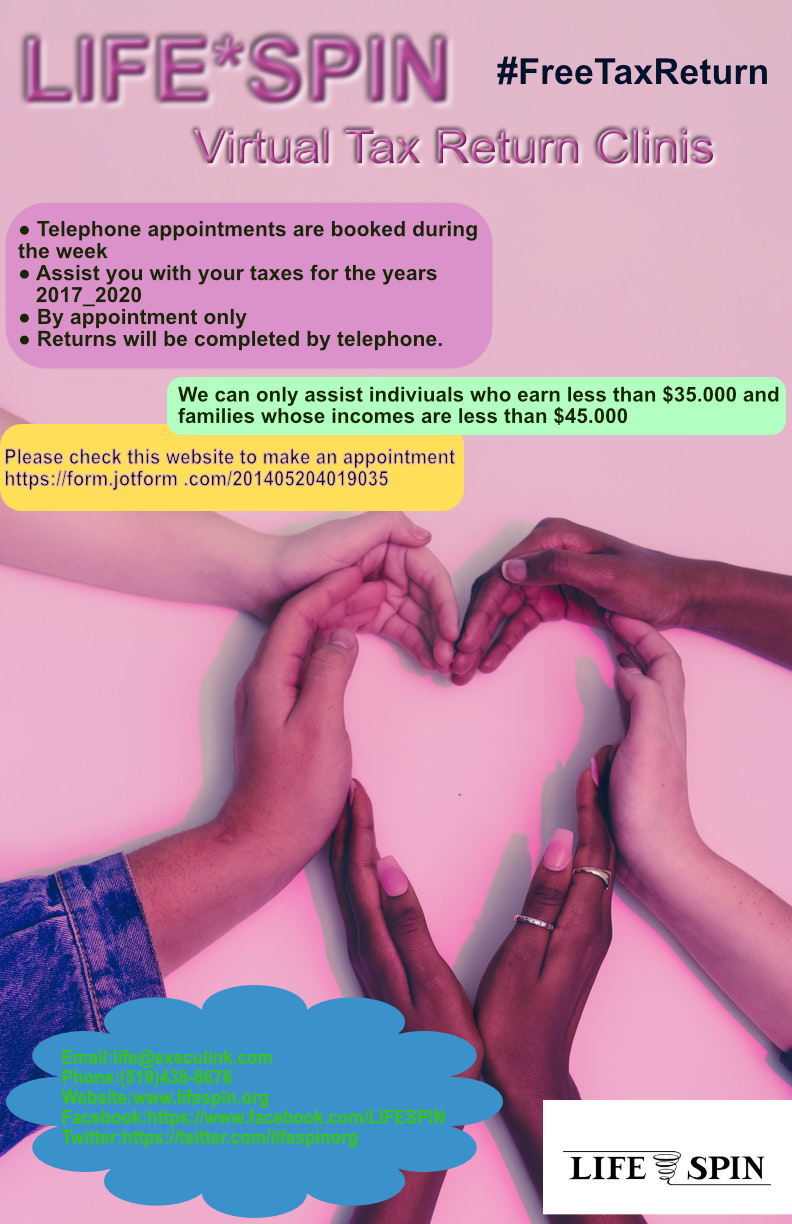 LIFE*SPIN
#FreeTaxReturn
Virtual Tax Return Clinis
● Telephone appointments are booked during
the week
● Assist you with your taxes for the years
2017_2020
● By appointment only
● Returns will be completed by telephone.
We can only assist indiviuals who earn less than $35.000 and
families whose incomes are less than $45.000
Please check this website to make an appointment
https://form.jotform .com/201405204019035
Email:life@execulink.com
Phone:(519)438-8676
Website:www.lifespin.org
Facebook:https://www.facebook.com/LIFESPIN
Twitter:https://teitter.com/lifespinorg
LIFE SPIN